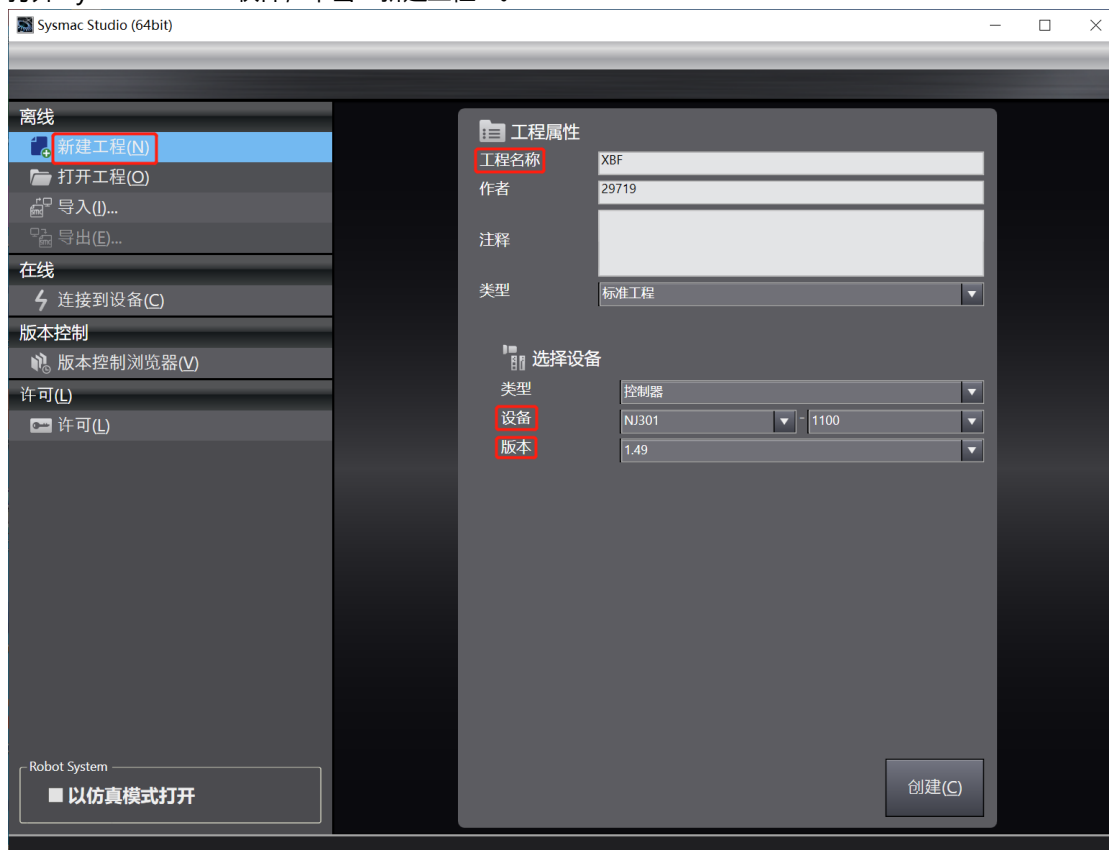 Sysmac Studio (64bit)
离线
新建工程(N)
打开工程(O)
导入(I)...
导出(E)...
在线
连接到设备(C)
版本控制
版本控制浏览器(V)
许可(L)
许可(L)
工程属性
工程名称 XBF
作者 29719
注释
类型 标准工程
选择设备
类型 控制器
设备 NJ301 - 1100
版本 1.49
Robot System
以仿真模式打开
创建(C)